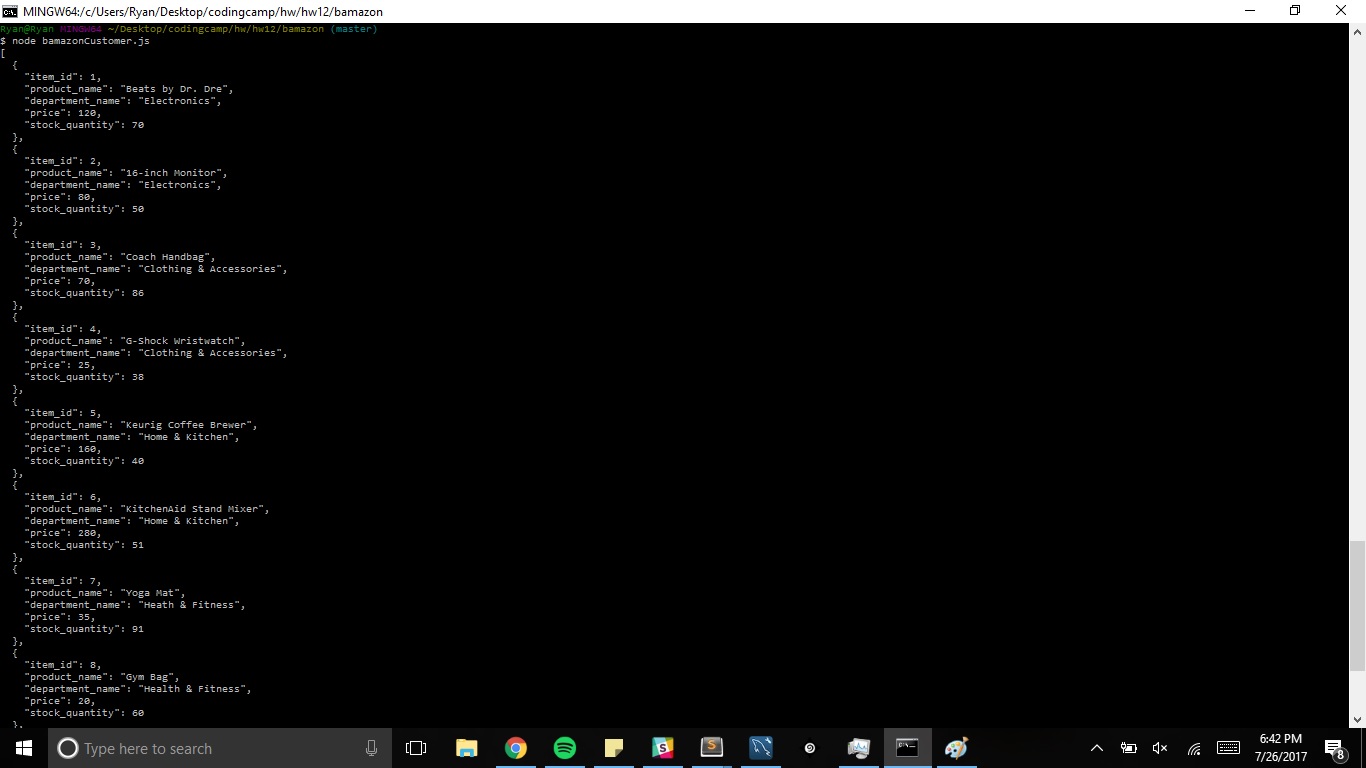 MINGW64:/c/Users/Ryan/Desktop/codingcamp/hw/hw12/bamazon
Ryan@Ryan MINGW64 ~/Desktop/codingcamp/hw/hw12/bamazon (master)
$ node bamazonCustomer.js
[
  {
    "item_id": 1,
    "product_name": "Beats by Dr. Dre",
    "department_name": "Electronics",
    "price": 120,
    "stock_quantity": 70
  },
  {
    "item_id": 2,
    "product_name": "16-inch Monitor",
    "department_name": "Electronics",
    "price": 80,
    "stock_quantity": 50
  },
  {
    "item_id": 3,
    "product_name": "Coach Handbag",
    "department_name": "Clothing & Accessories",
    "price": 70,
    "stock_quantity": 86
  },
  {
    "item_id": 4,
    "product_name": "G-Shock Wristwatch",
    "department_name": "Clothing & Accessories",
    "price": 25,
    "stock_quantity": 38
  },
  {
    "item_id": 5,
    "product_name": "Keurig Coffee Brewer",
    "department_name": "Home & Kitchen",
    "price": 160,
    "stock_quantity": 40
  },
  {
    "item_id": 6,
    "product_name": "KitchenAid Stand Mixer",
    "department_name": "Home & Kitchen",
    "price": 280,
    "stock_quantity": 51
  },
  {
    "item_id": 7,
    "product_name": "Yoga Mat",
    "department_name": "Heath & Fitness",
    "price": 35,
    "stock_quantity": 91
  },
  {
    "item_id": 8,
    "product_name": "Gym Bag",
    "department_name": "Health & Fitness",
    "price": 20,
    "stock_quantity": 60
  },
Type here to search
6:42 PM
7/26/2017
8